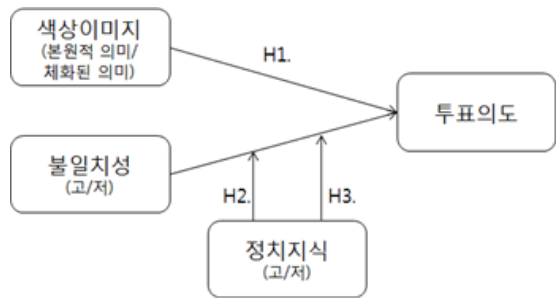 색상이미지
(본원적 의미/
체화된 의미)
H1.
투표의도
불일치성
(고/저)
H2.
H3.
정치지식
(고/저)